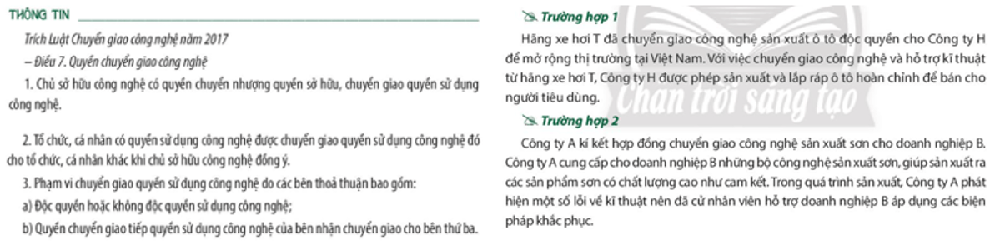 THÔNG TIN
Trích Luật Chuyển giao công nghệ năm 2017
– Điều 7. Quyền chuyển giao công nghệ
1. Chủ sở hữu công nghệ có quyền chuyển nhượng quyền sở hữu, chuyển giao quyền sử dụng
công nghệ.
2. Tổ chức, cá nhân có quyền sử dụng công nghệ được chuyển giao quyền sử dụng công nghệ đó
cho tổ chức, cá nhân khác khi chủ sở hữu công nghệ đồng ý.
3. Phạm vi chuyển giao quyền sử dụng công nghệ do các bên thoả thuận bao gồm:
a) Độc quyền hoặc không độc quyền sử dụng công nghệ;
b) Quyền chuyển giao tiếp quyền sử dụng công nghệ của bên nhận chuyển giao cho bên thứ ba.
Trường hợp 1
Hãng xe hơi T đã chuyển giao công nghệ sản xuất ô tô độc quyền cho Công ty H
để mở rộng thị trường tại Việt Nam. Với việc chuyển giao công nghệ và hỗ trợ kĩ thuật
từ hãng xe hơi T, Công ty H được phép sản xuất và lắp ráp ô tô hoàn chỉnh để bán cho
người tiêu dùng.
Chân trời sáng tạo
Trường hợp 2
Công ty A kí kết hợp đồng chuyển giao công nghệ sản xuất sơn cho doanh nghiệp B.
Công ty A cung cấp cho doanh nghiệp B những bộ công nghệ sản xuất sơn, giúp sản xuất ra
các sản phẩm sơn có chất lượng cao như cam kết. Trong quá trình sản xuất, Công ty A phát
hiện một số lỗi về kĩ thuật nên đã cử nhân viên hỗ trợ doanh nghiệp B áp dụng các biện
pháp khắc phục.